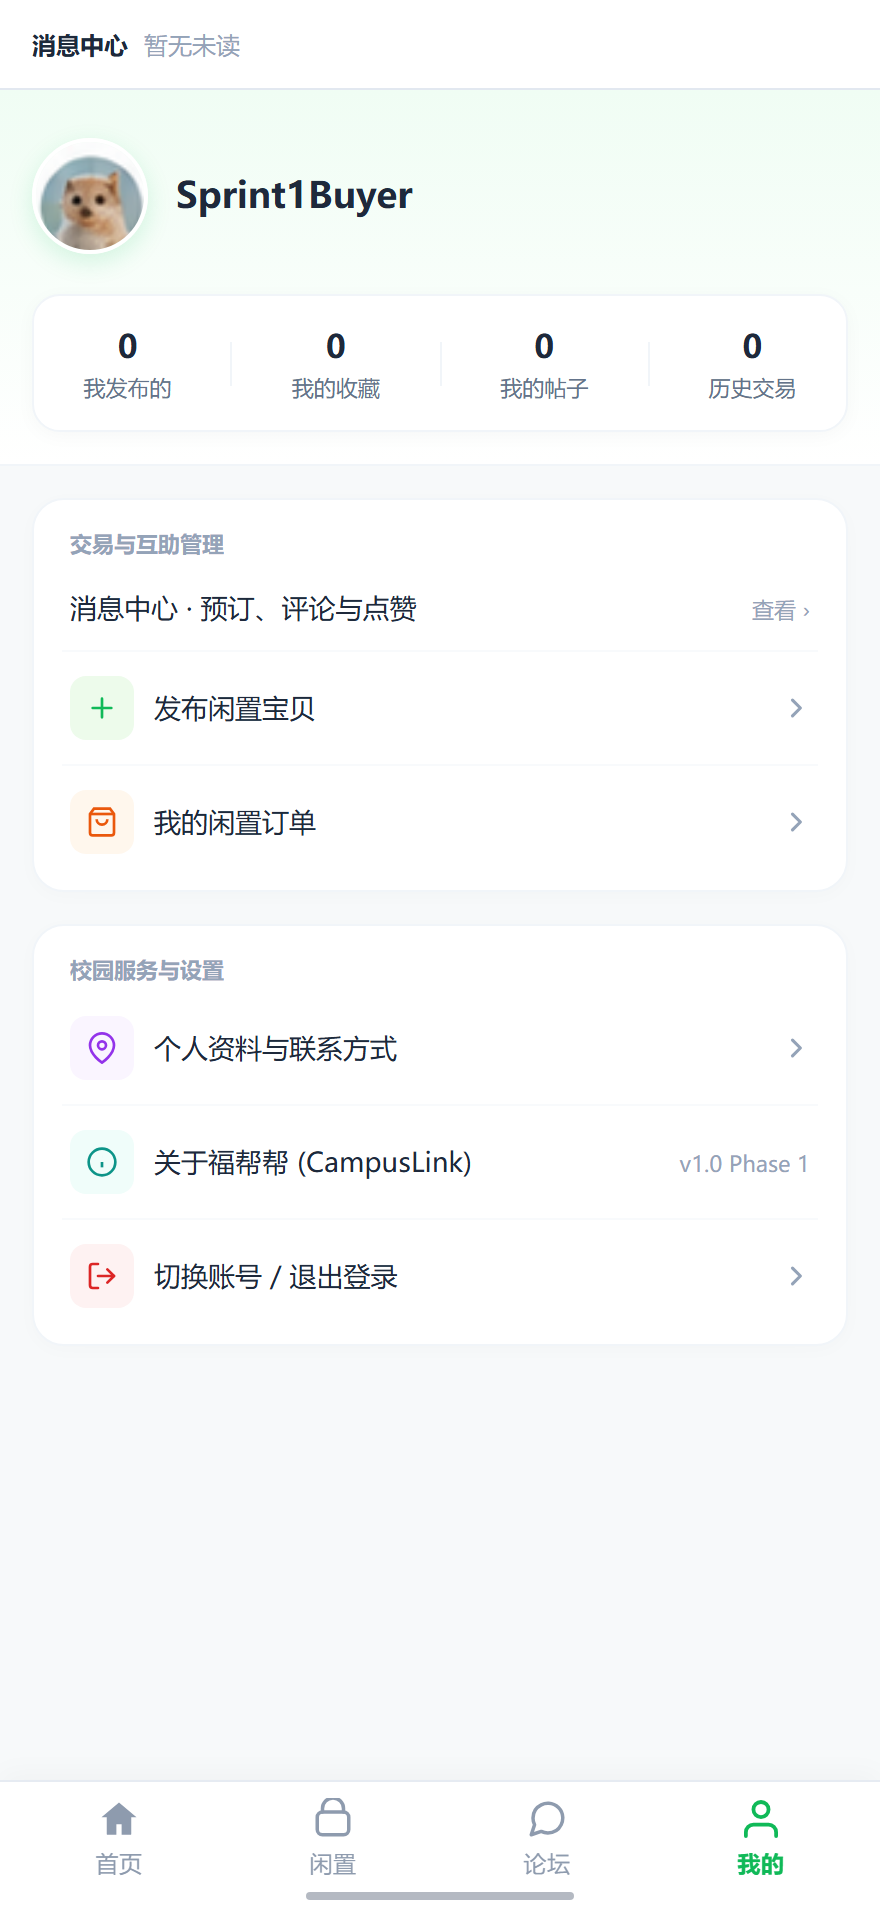 消息中心 暂无未读
Sprint1Buyer
0 0 0 0
我发布的 我的收藏 我的帖子 历史交易
交易与互助管理
消息中心 · 预订、评论与点赞 查看 ›
发布闲置宝贝
我的闲置订单
校园服务与设置
个人资料与联系方式
关于福帮帮 (CampusLink) v1.0 Phase 1
切换账号 / 退出登录
首页 闲置 论坛 我的